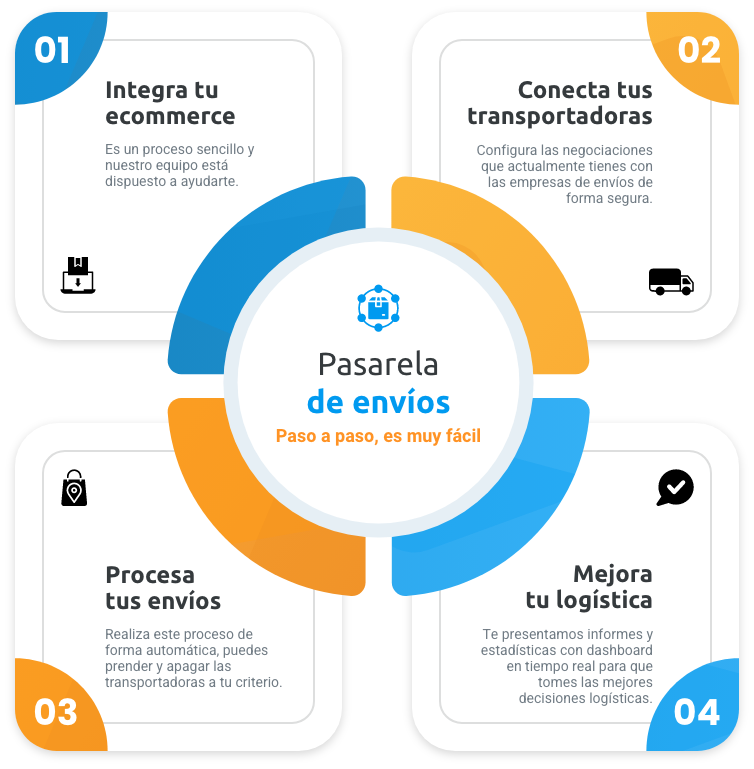 01
Integra tu
ecommerce
Es un proceso sencillo y
nuestro equipo está
dispuesto a ayudarte.
02
Conecta tus
transportadoras
Configura las negociaciones
que actualmente tienes con
las empresas de envíos de
forma segura.
Pasarela
de envíos
Paso a paso, es muy fácil
Procesa
tus envíos
Realiza este proceso de
forma automática, puedes
prender y apagar las
transportadoras a tu criterio.
03
Mejora
tu logística
Te presentamos informes y
estadísticas con dashboard
en tiempo real para que
tomes las mejores
decisiones logísticas.
04